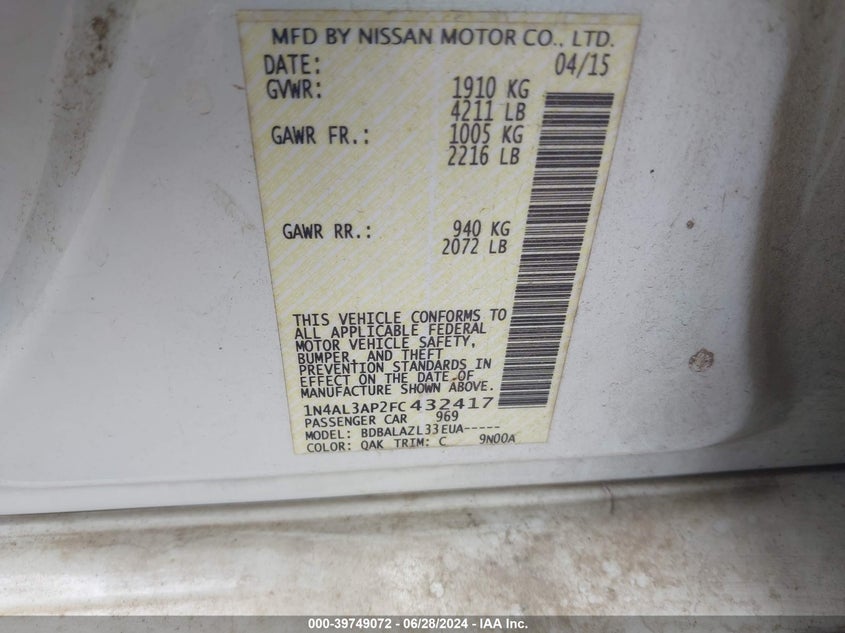 MFD BY NISSAN MOTOR CO., LTD.
DATE: 04/15
GVWR: 1910 KG
4211 LB
GAWR FR.: 1005 KG
2216 LB
GAWR RR.: 940 KG
2072 LB
THIS VEHICLE CONFORMS TO
ALL APPLICABLE FEDERAL
MOTOR VEHICLE SAFETY,
BUMPER, AND THEFT
PREVENTION STANDARDS IN
EFFECT ON THE DATE OF
MANUFACTURE SHOWN ABOVE.
1N4AL3AP2FC432417
PASSENGER CAR 969
MODEL: BDBALAZL33EUA-----
COLOR: QAK TRIM: C 9N00A
000-39749072 / 06/28/2024 - IAA Inc.